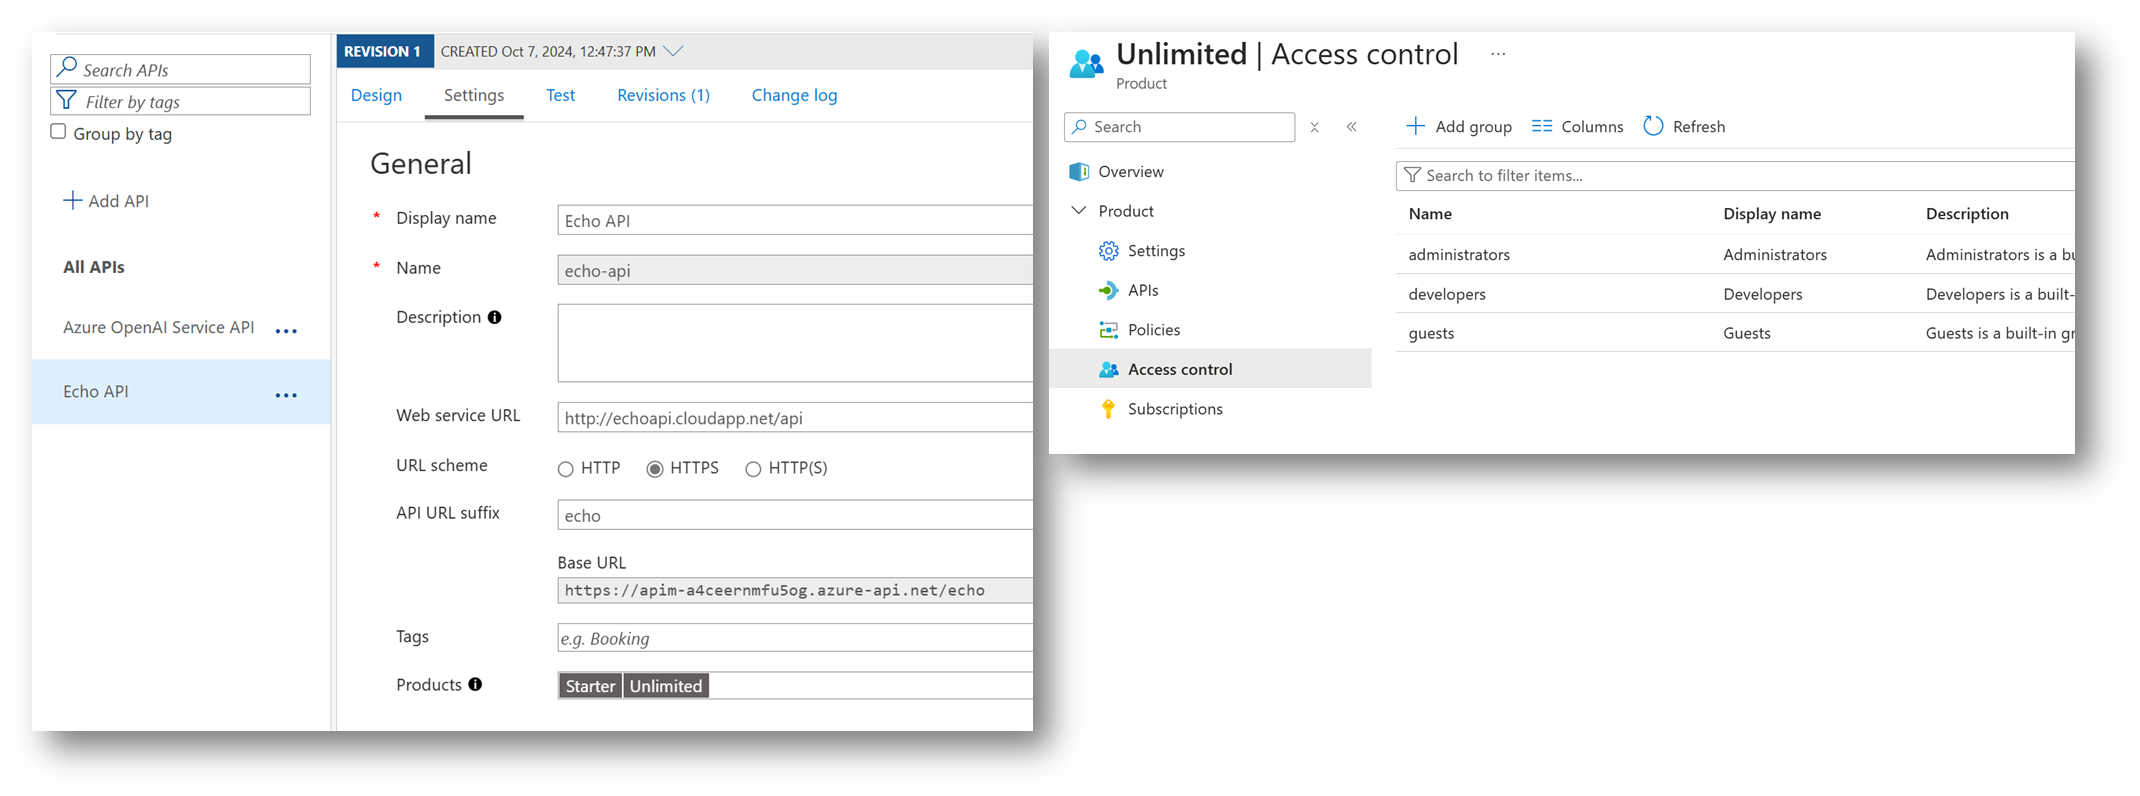 Search APIs
Filter by tags
Group by tag
Add API
All APIs
Azure OpenAI Service API
Echo API
REVISION 1 CREATED Oct 7, 2024, 12:47:37 PM
Design Settings Test Revisions (1) Change log
General
* Display name Echo API
* Name echo-api
Description
Web service URL http://echoapi.cloudapp.net/api
URL scheme HTTP HTTPS HTTP(S)
API URL suffix echo
Base URL
https://apim-a4ceernmfu5og.azure-api.net/echo
Tags e.g. Booking
Products Starter Unlimited
Unlimited | Access control ...
Product
Search
Overview
Product
Settings
APIs
Policies
Access control
Subscriptions
Add group Columns Refresh
Search to filter items...
Name Display name Description
administrators Administrators Administrators is a bu
developers Developers Developers is a built-
guests Guests Guests is a built-in gr